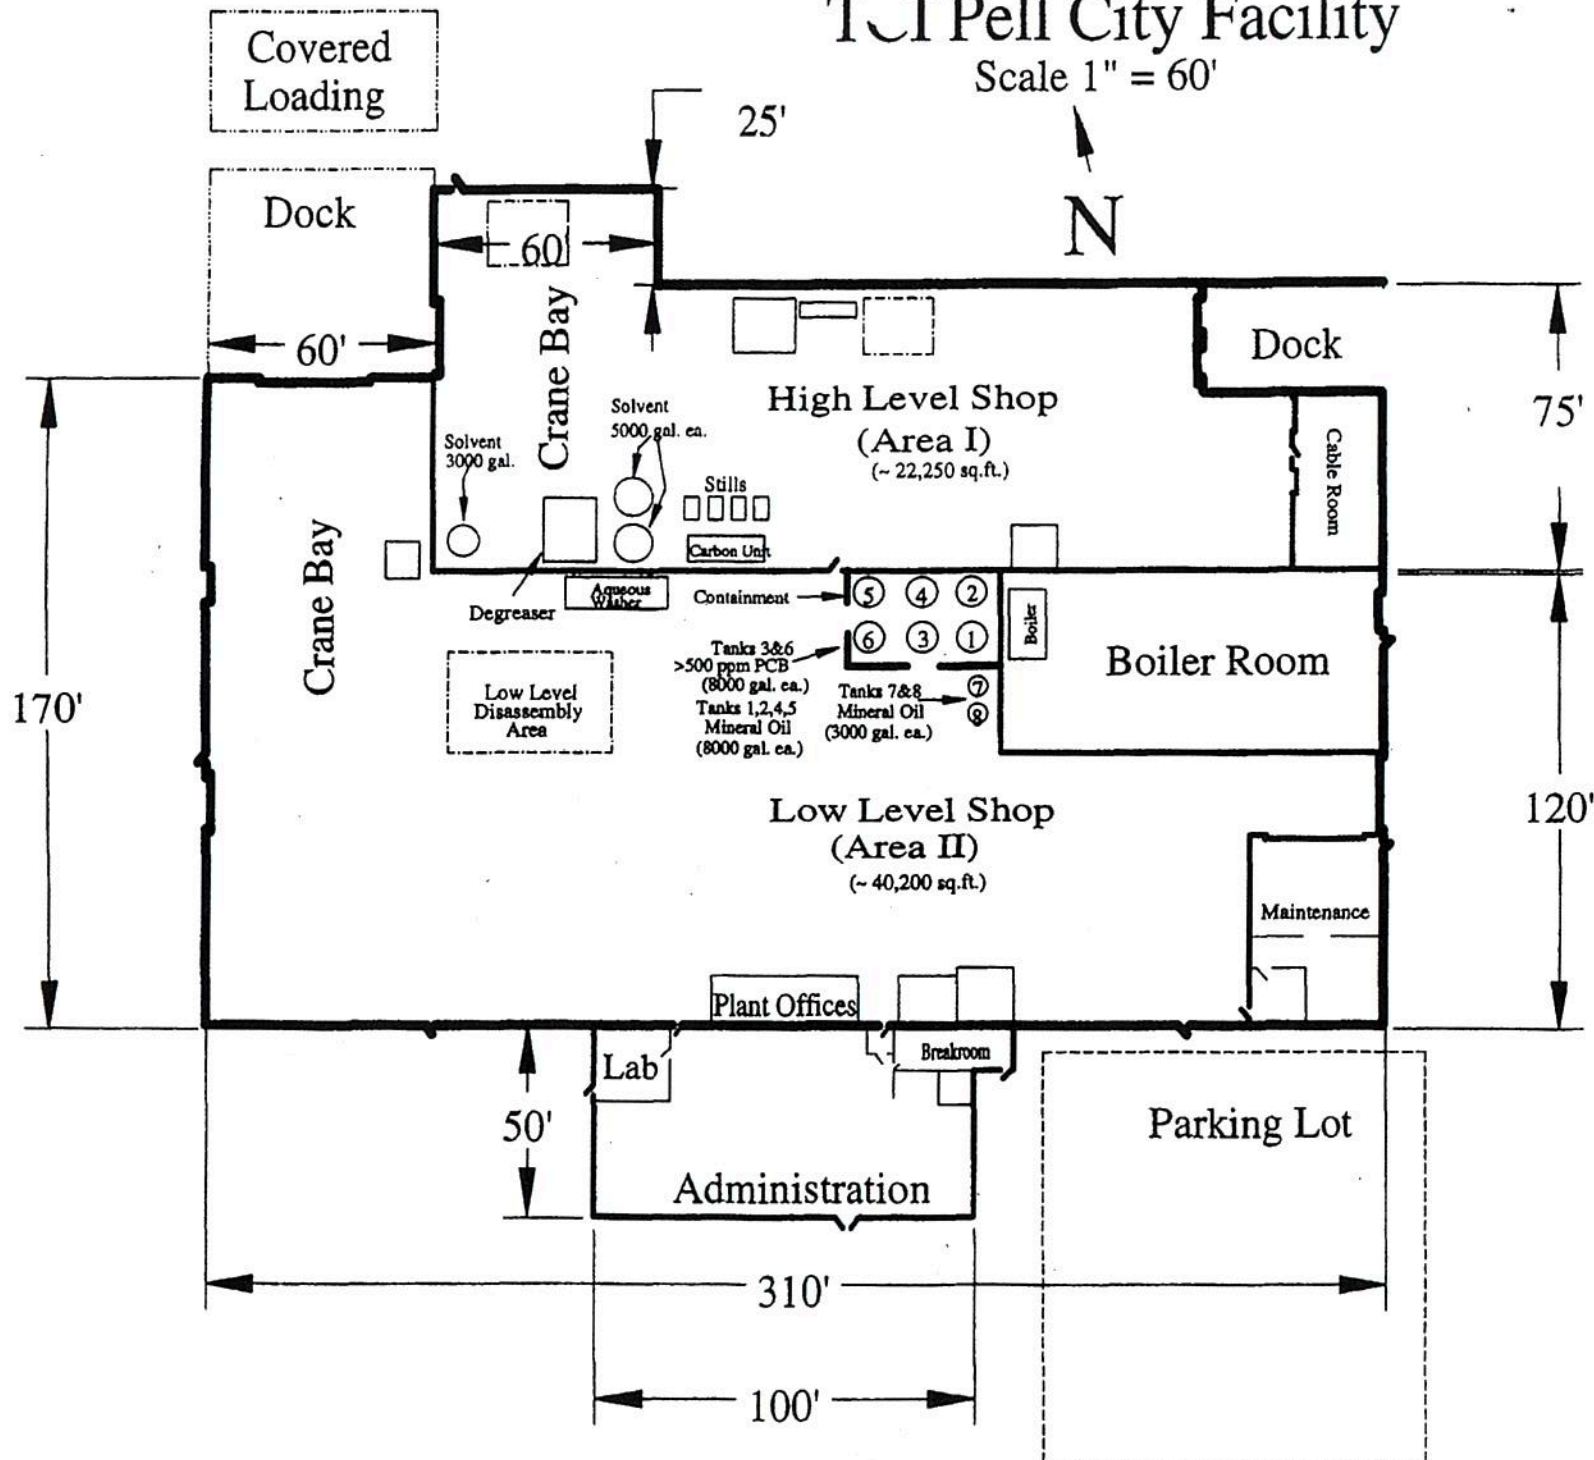 TCI Pell City Facility
Scale 1" = 60'
N
Covered
Loading
25'
Dock
60'
60'
Crane Bay
Dock
75'
High Level Shop
(Area I)
(~ 22,250 sq.ft.)
Solvent
5000 gal. ea.
Solvent
3000 gal.
Stills
Carbon Unit
Cable Room
Crane Bay
Degreaser
Aqueous
Washer
Containment
5
4
2
6
3
1
Boiler
Boiler Room
Tanks 3&6
>500 ppm PCB
(8000 gal. ea.)
Tanks 1,2,4,5
Mineral Oil
(8000 gal. ea.)
Tanks 7&8
Mineral Oil
(3000 gal. ea.)
7
8
Low Level
Disassembly
Area
170'
120'
Low Level Shop
(Area II)
(~ 40,200 sq.ft.)
Maintenance
Plant Offices
Breakroom
Lab
50'
Administration
Parking Lot
310'
100'